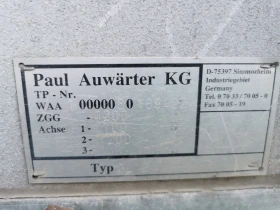 Paul Auwärter KG
D-75397 Simmozheim
Industriegebiet
Germany
Tel. 0 70 33 / 70 05 - 0
Fax 70 05 - 19
TP - Nr.
WAA 00000 0
ZGG -
Achse 1-
2-
3-
Typ